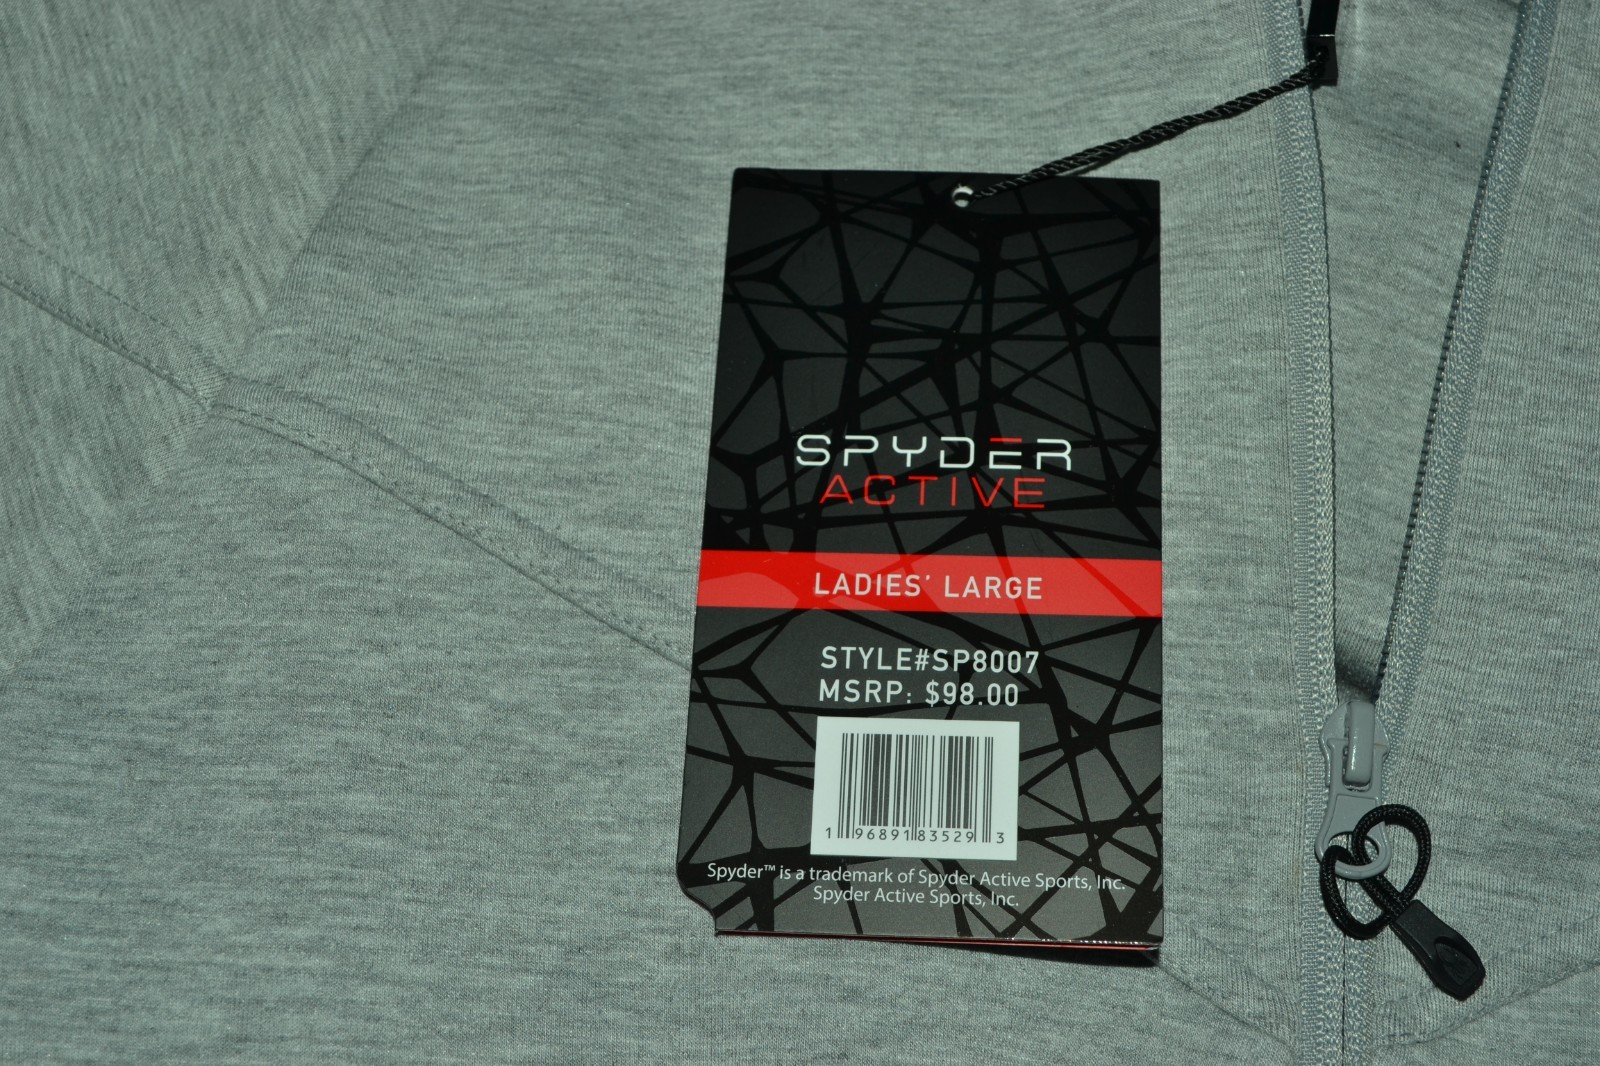 SPYDER
ACTIVE
LADIES' LARGE
STYLE#SP8007
MSRP: $98.00
1 96891 83529 3
Spyder™ is a trademark of Spyder Active Sports, Inc.
Spyder Active Sports, Inc.